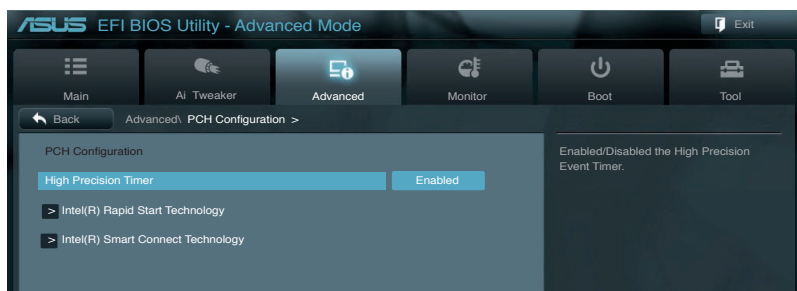 ASUS EFI BIOS Utility - Advanced Mode
Exit
Main
Ai Tweaker
Advanced
Monitor
Boot
Tool
Back
Advanced\ PCH Configuration >
PCH Configuration
High Precision Timer Enabled
> Intel(R) Rapid Start Technology
> Intel(R) Smart Connect Technology
Enabled/Disabled the High Precision
Event Timer.